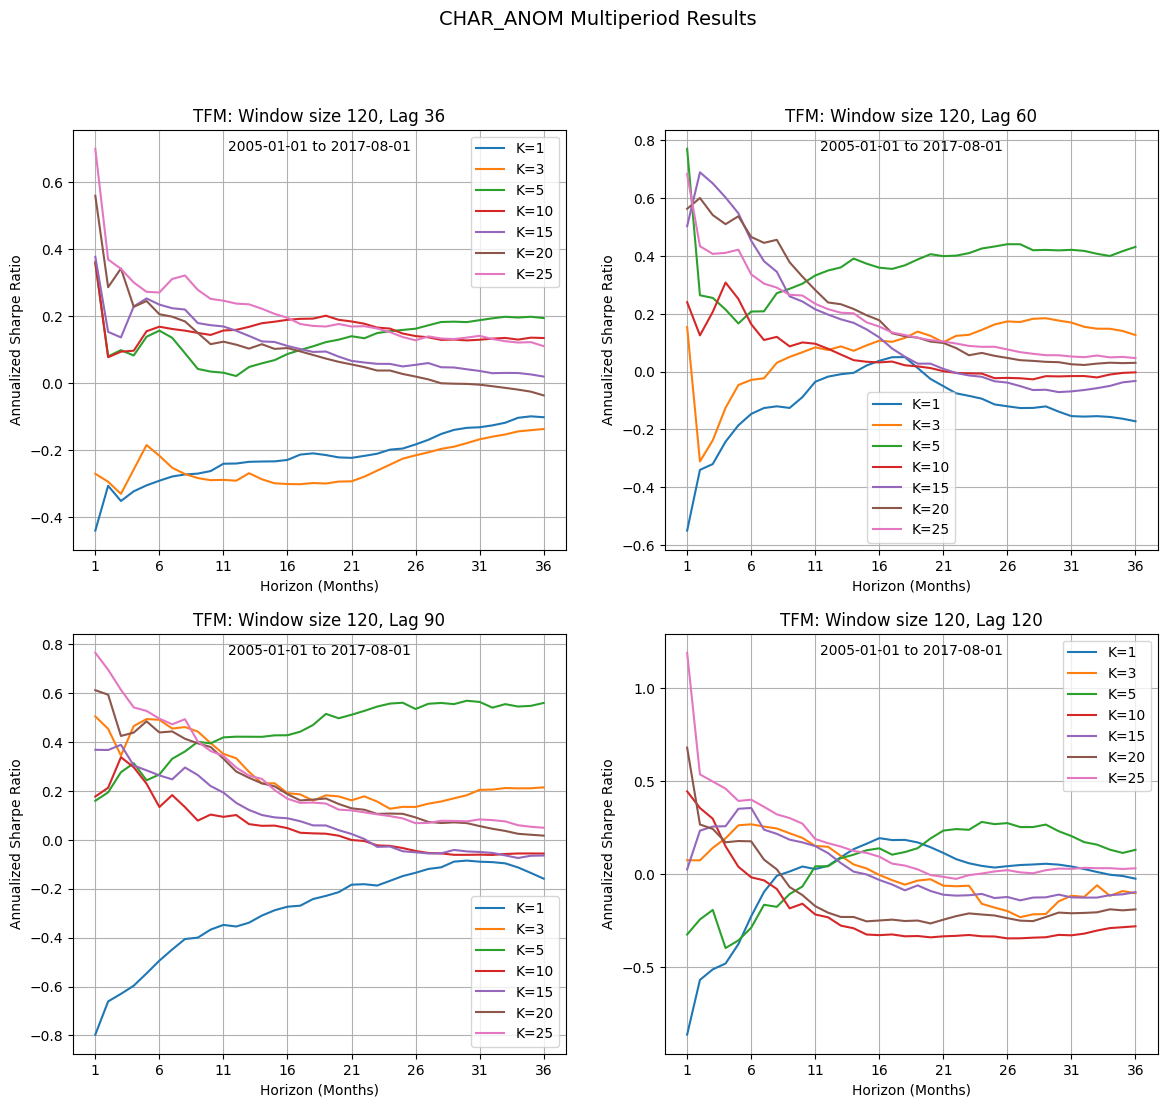 CHAR_ANOM Multiperiod Results
TFM: Window size 120, Lag 36
2005-01-01 to 2017-08-01
Annualized Sharpe Ratio
0.6
0.4
0.2
0.0
−0.2
−0.4
K=1
K=3
K=5
K=10
K=15
K=20
K=25
1 6 11 16 21 26 31 36
Horizon (Months)
TFM: Window size 120, Lag 60
2005-01-01 to 2017-08-01
Annualized Sharpe Ratio
0.8
0.6
0.4
0.2
0.0
−0.2
−0.4
−0.6
K=1
K=3
K=5
K=10
K=15
K=20
K=25
1 6 11 16 21 26 31 36
Horizon (Months)
TFM: Window size 120, Lag 90
2005-01-01 to 2017-08-01
Annualized Sharpe Ratio
0.8
0.6
0.4
0.2
0.0
−0.2
−0.4
−0.6
−0.8
K=1
K=3
K=5
K=10
K=15
K=20
K=25
1 6 11 16 21 26 31 36
Horizon (Months)
TFM: Window size 120, Lag 120
2005-01-01 to 2017-08-01
Annualized Sharpe Ratio
1.0
0.5
0.0
−0.5
K=1
K=3
K=5
K=10
K=15
K=20
K=25
1 6 11 16 21 26 31 36
Horizon (Months)